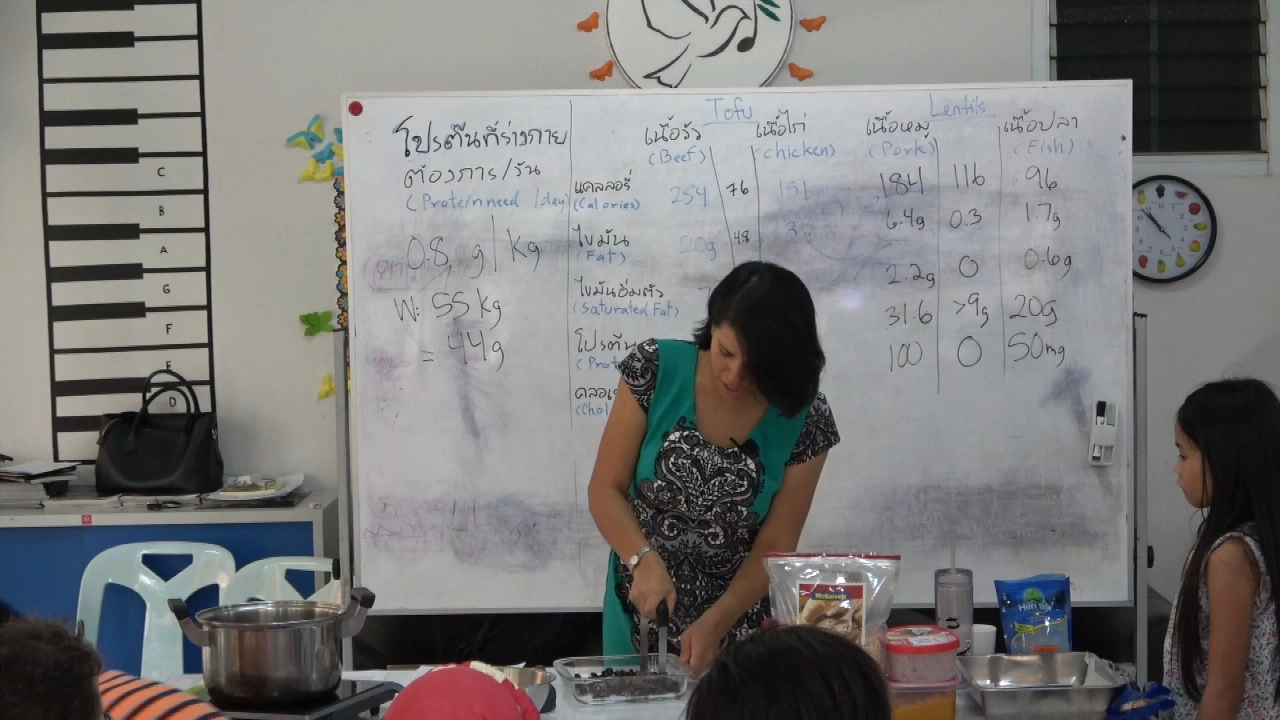 โปรตีนที่ร่างกาย
ต้องการ/วัน
(Protein need /day)
0.8 g/Kg
W: 55 kg
= 44g
Tofu Lentils
เนื้อวัว เนื้อไก่ เนื้อหมู เนื้อปลา
(Beef) (chicken) (Pork) (Fish)
แคลลอรี่ 76 184 116 96
(Calories) 254 151
ไขมัน 20g 48 6.4g 0.3 1.7g
(Fat)
ไขมันอิ่มตัว 2.2g 0 0.6g
(Saturated Fat)
โปรตีน 31.6 >9g 20g
100 0 50mg
C
B
A
G
F
E
D
McGarrett